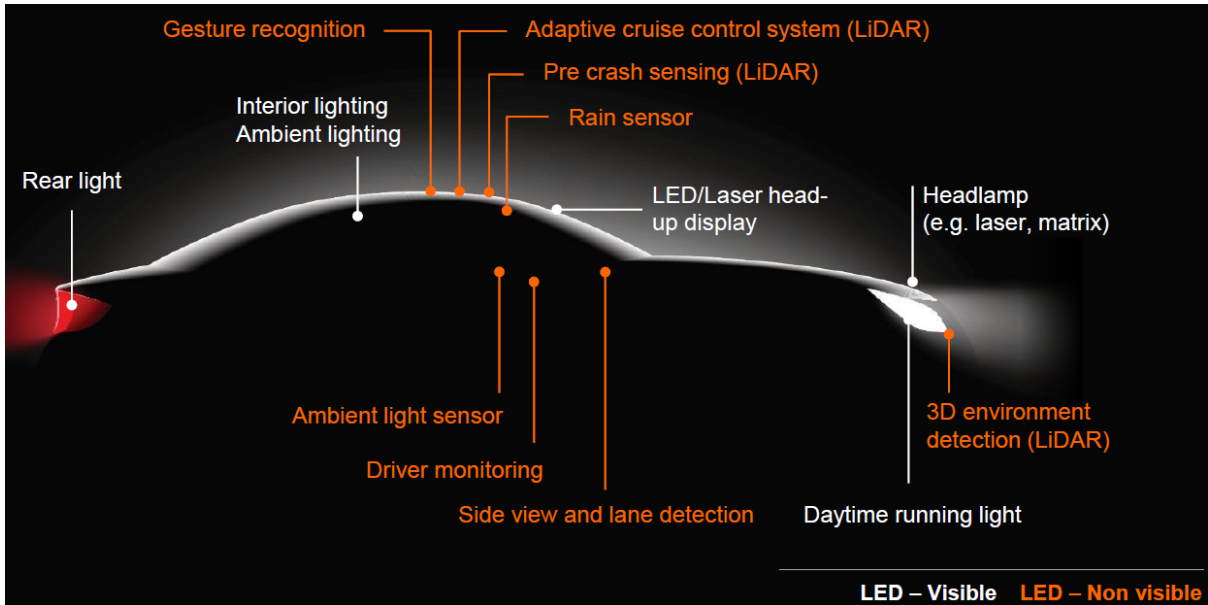 Gesture recognition
Adaptive cruise control system (LiDAR)
Pre crash sensing (LiDAR)
Interior lighting
Ambient lighting
Rain sensor
Rear light
LED/Laser head-
up display
Headlamp
(e.g. laser, matrix)
Ambient light sensor
3D environment
detection (LiDAR)
Driver monitoring
Side view and lane detection
Daytime running light
LED – Visible
LED – Non visible